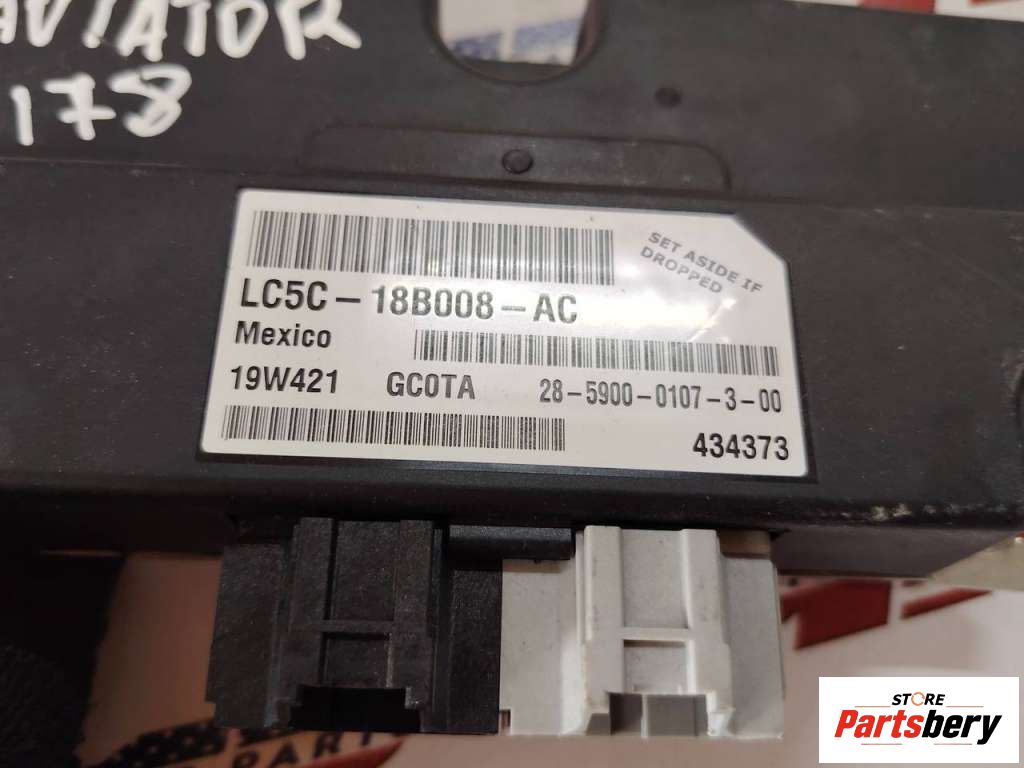 AVIATOR
178
SET ASIDE IF
DROPPED
LC5C-18B008-AC
Mexico
19W421 GC0TA 28-5900-0107-3-00
434373
PART
STORE
Partsbery